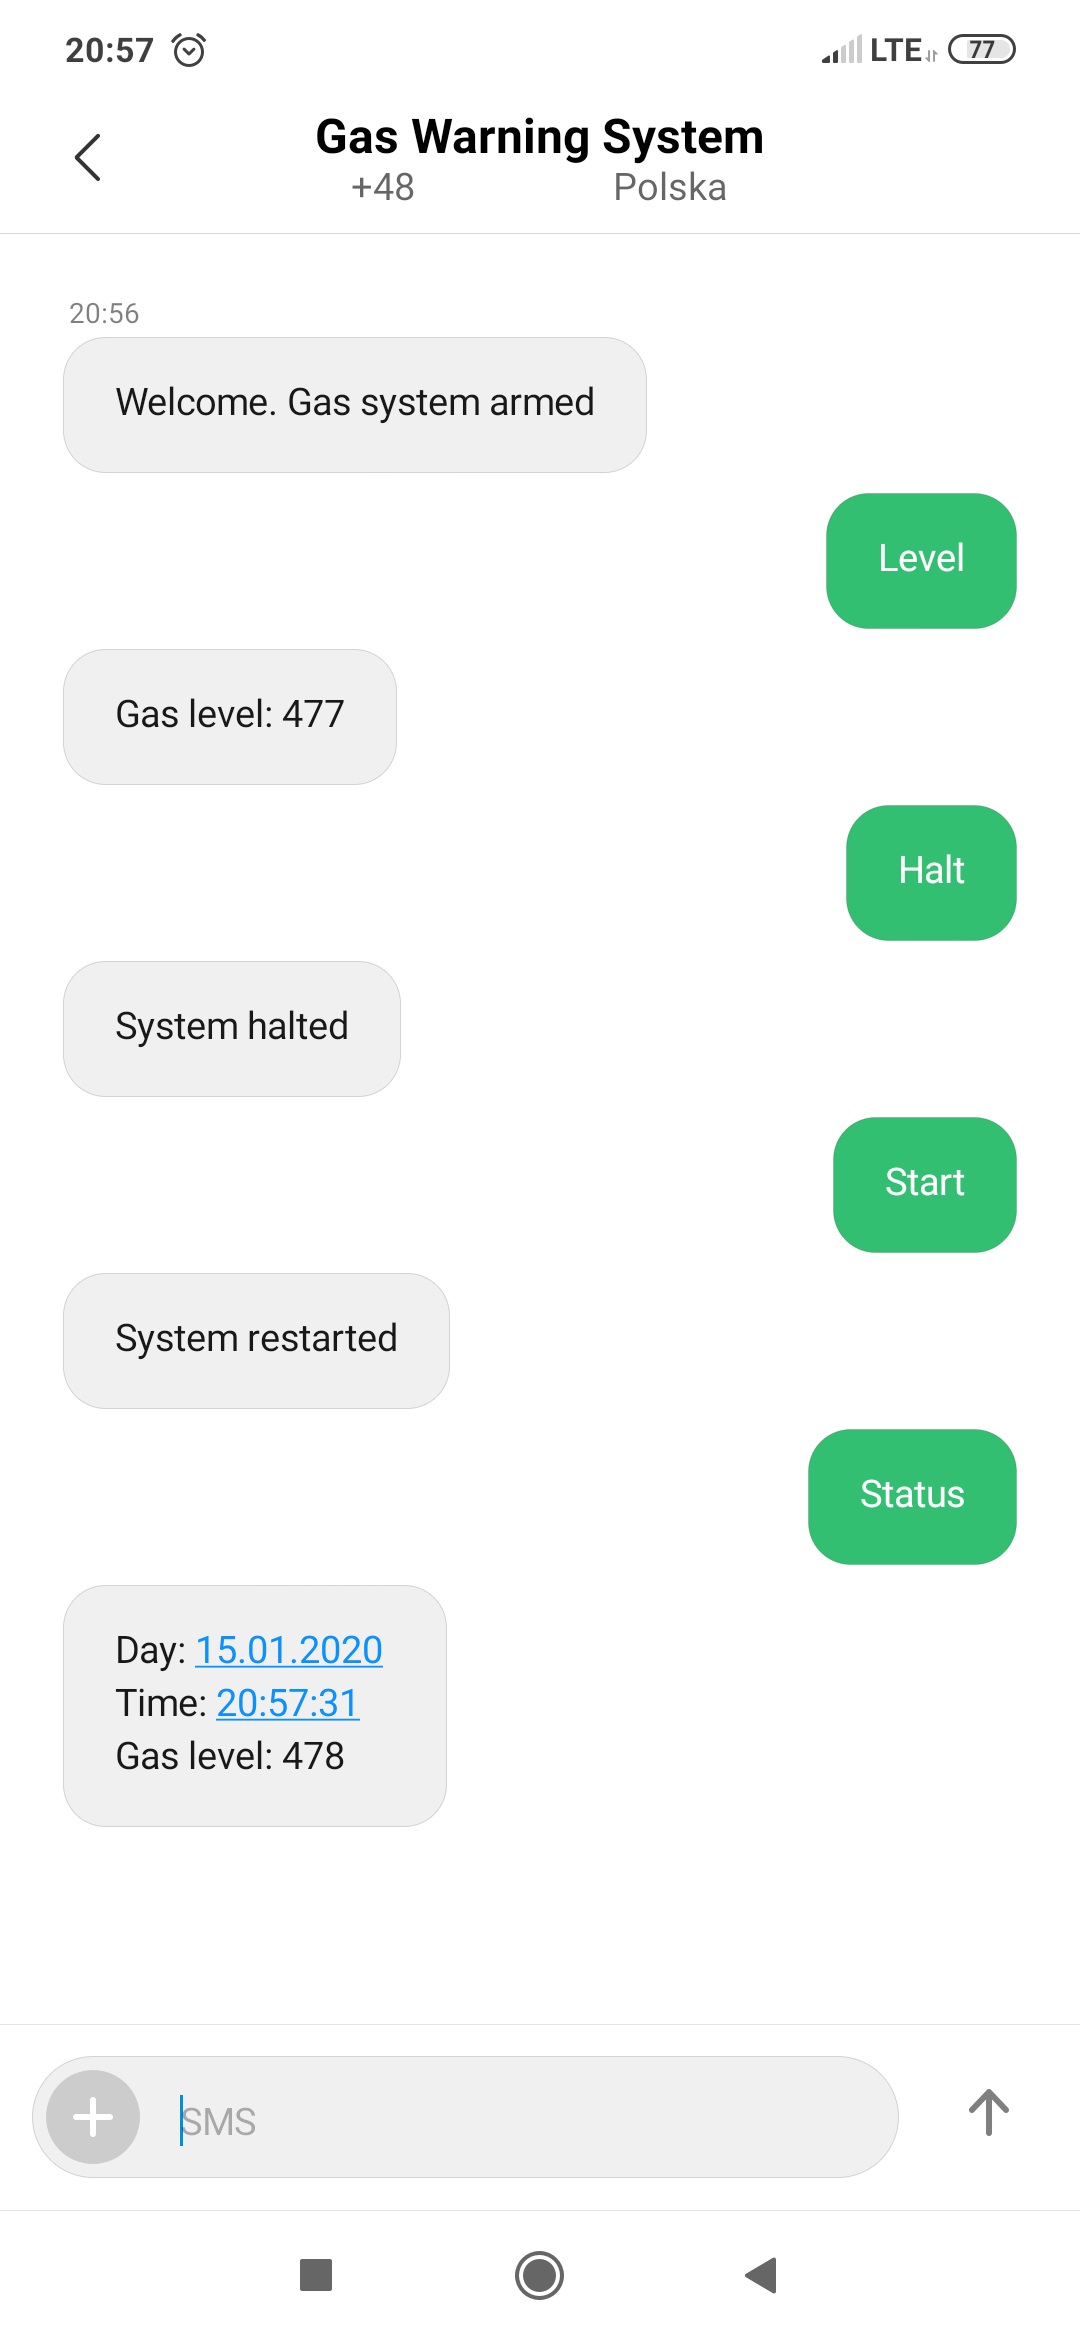 20:57
LTE 77
Gas Warning System
+48 Polska
20:56
Welcome. Gas system armed
Level
Gas level: 477
Halt
System halted
Start
System restarted
Status
Day: 15.01.2020
Time: 20:57:31
Gas level: 478
SMS